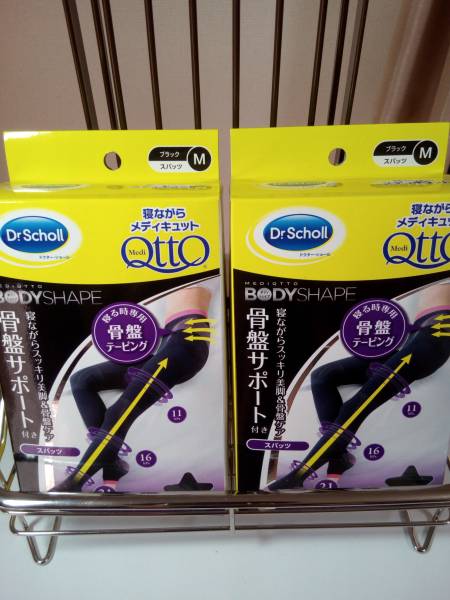 ブラック
スパッツ
M
寝ながら
メディキュット
Dr.Scholl
ドクター・ショール
Medi
QttO
MEDIQTTO
BODYSHAPE
寝る時専用
骨盤
テーピング
寝ながらスッキリ美脚&骨盤ケア
骨盤サポート
付き
スパッツ
11
16
21
ブラック
スパッツ
M
寝ながら
メディキュット
Dr.Scholl
ドクター・ショール
Medi
QttO
MEDIQTTO
BODYSHAPE
寝る時専用
骨盤
テーピング
寝ながらスッキリ美脚&骨盤ケア
骨盤サポート
付き
スパッツ
11
16
21